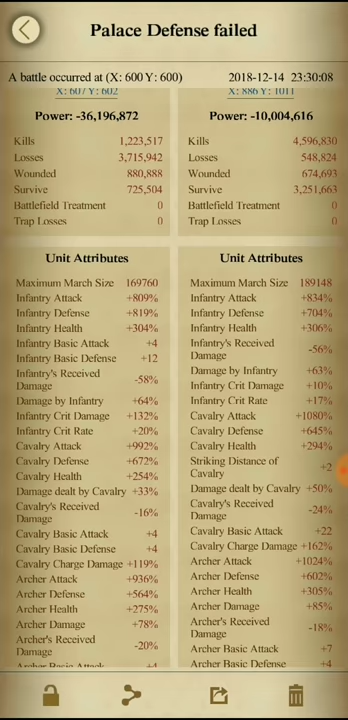 Palace Defense failed
A battle occurred at (X: 600 Y: 600) 2018-12-14 23:30:08
X: 607 Y: 602
Power: -36,196,872
Kills 1,223,517
Losses 3,715,942
Wounded 880,888
Survive 725,504
Battlefield Treatment 0
Trap Losses 0
Unit Attributes
Maximum March Size 169760
Infantry Attack +809%
Infantry Defense +819%
Infantry Health +304%
Infantry Basic Attack +4
Infantry Basic Defense +12
Infantry's Received
Damage -58%
Damage by Infantry +64%
Infantry Crit Damage +132%
Infantry Crit Rate +20%
Cavalry Attack +992%
Cavalry Defense +672%
Cavalry Health +254%
Damage dealt by Cavalry +33%
Cavalry's Received
Damage -16%
Cavalry Basic Attack +4
Cavalry Basic Defense +4
Cavalry Charge Damage +119%
Archer Attack +936%
Archer Defense +564%
Archer Health +275%
Archer Damage +78%
Archer's Received
Damage -20%
Archer Basic Attack +4
X: 886 Y: 1011
Power: -10,004,616
Kills 4,596,830
Losses 548,824
Wounded 674,693
Survive 3,251,663
Battlefield Treatment 0
Trap Losses 0
Unit Attributes
Maximum March Size 189148
Infantry Attack +834%
Infantry Defense +704%
Infantry Health +306%
Infantry's Received
Damage -56%
Damage by Infantry +63%
Infantry Crit Damage +10%
Infantry Crit Rate +17%
Cavalry Attack +1080%
Cavalry Defense +645%
Cavalry Health +294%
Striking Distance of
Cavalry +2
Damage dealt by Cavalry +50%
Cavalry's Received
Damage -24%
Cavalry Basic Attack +22
Cavalry Charge Damage +162%
Archer Attack +1024%
Archer Defense +602%
Archer Health +305%
Archer Damage +85%
Archer's Received
Damage -18%
Archer Basic Attack +7
Archer Basic Defense +4